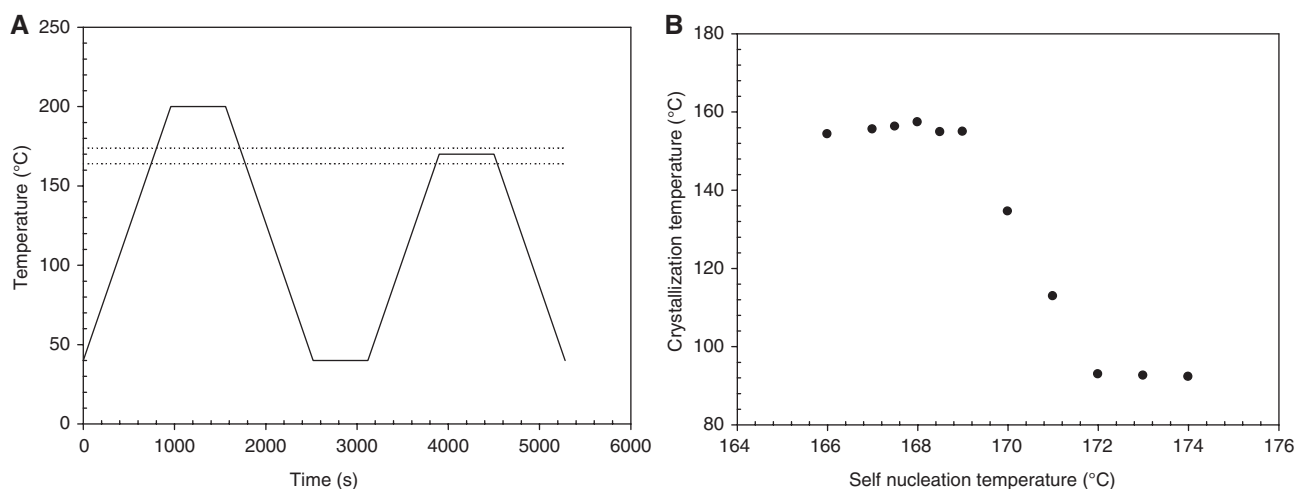 A
250
200
150
100
50
0
Temperature (°C)
0 1000 2000 3000 4000 5000 6000
Time (s)
B
180
160
140
120
100
80
Crystallization temperature (°C)
164 166 168 170 172 174 176
Self nucleation temperature (°C)